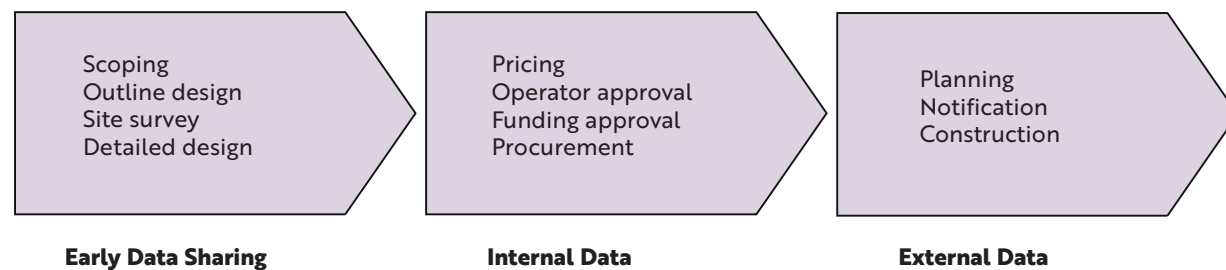 Scoping
Outline design
Site survey
Detailed design
Pricing
Operator approval
Funding approval
Procurement
Planning
Notification
Construction
Early Data Sharing
Internal Data
External Data